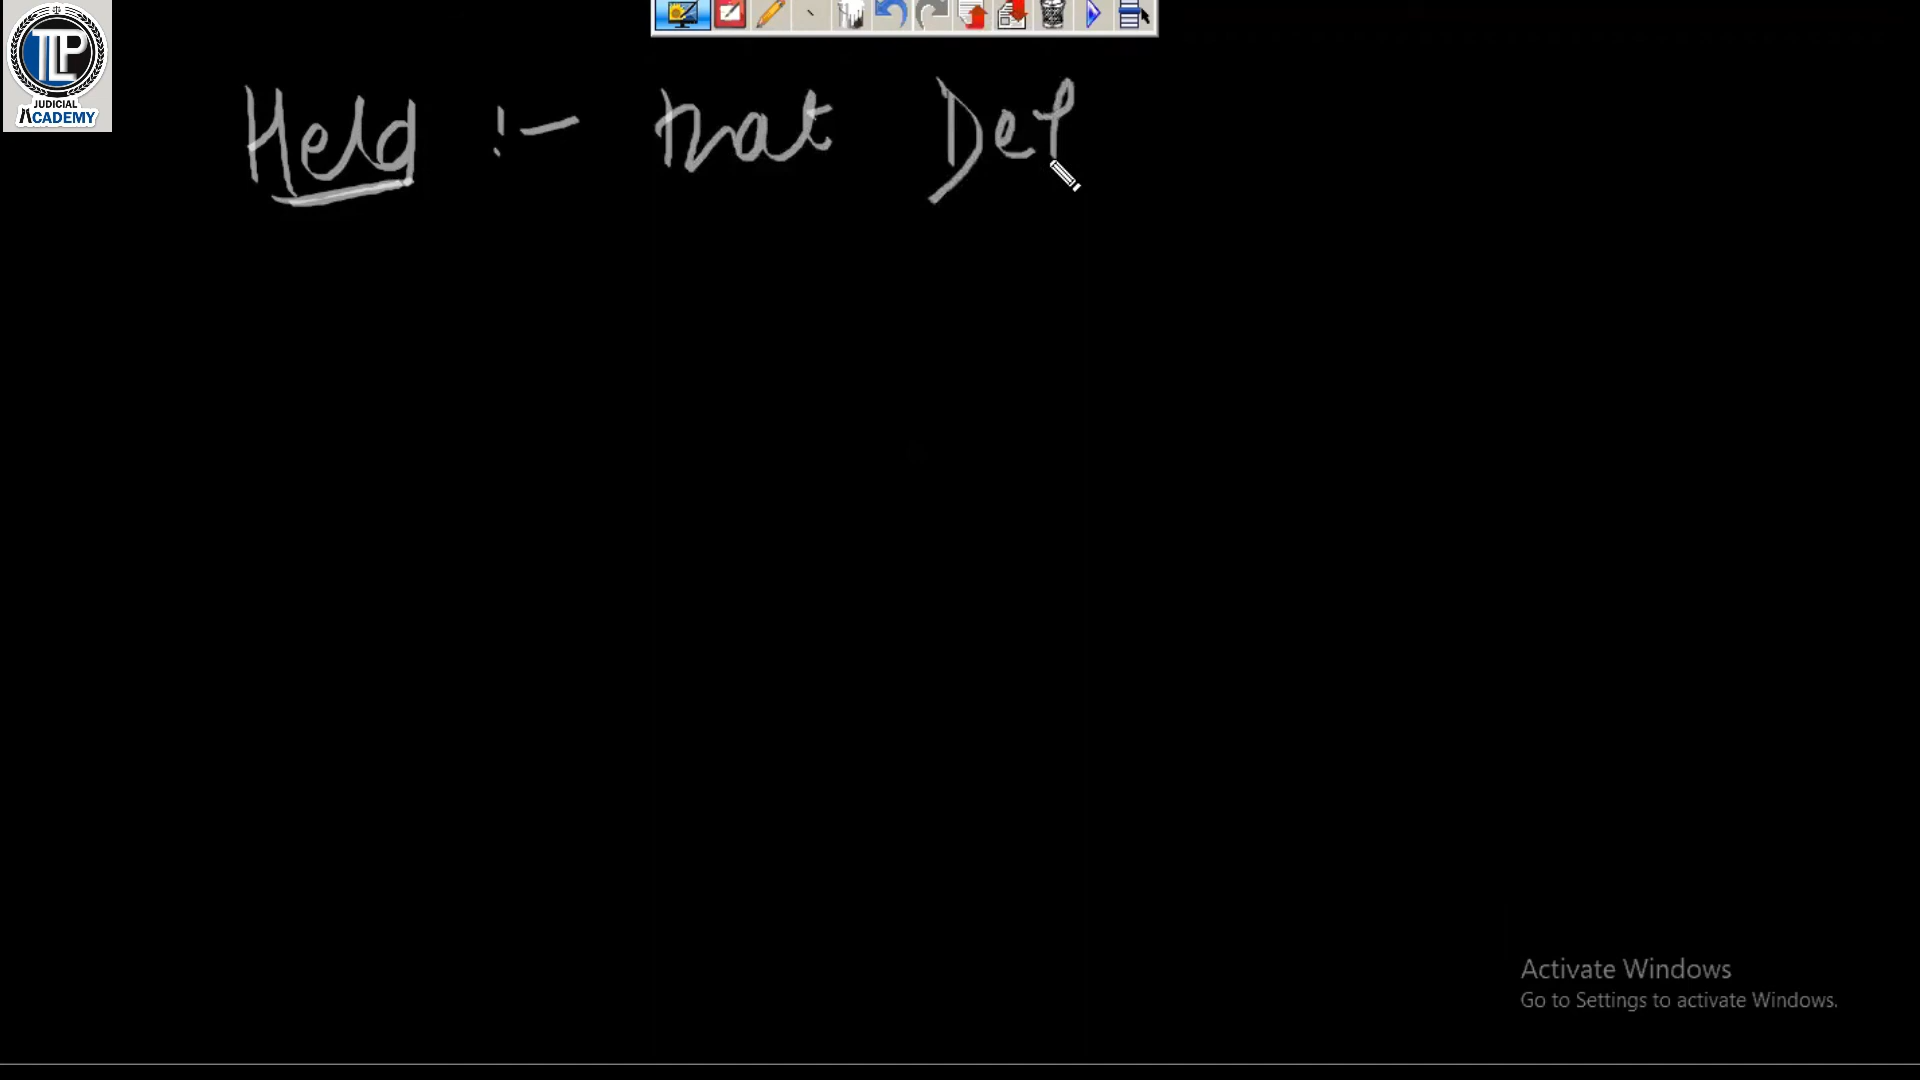 TLP
JUDICIAL
ACADEMY
Held :- that Def
Activate Windows
Go to Settings to activate Windows.